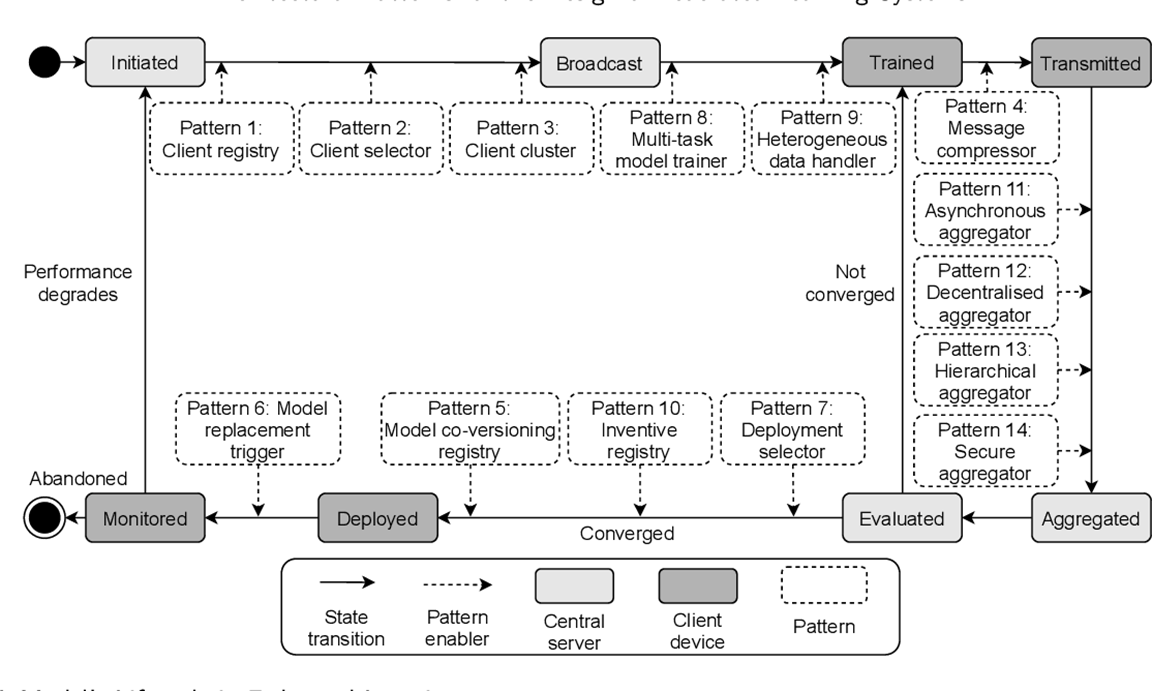 Initiated
Broadcast
Trained
Transmitted
Pattern 1:
Client registry
Pattern 2:
Client selector
Pattern 3:
Client cluster
Pattern 8:
Multi-task
model trainer
Pattern 9:
Heterogeneous
data handler
Pattern 4:
Message
compressor
Pattern 11:
Asynchronous
aggregator
Pattern 12:
Decentralised
aggregator
Pattern 13:
Hierarchical
aggregator
Pattern 14:
Secure
aggregator
Performance
degrades
Not
converged
Pattern 6: Model
replacement
trigger
Pattern 5:
Model co-versioning
registry
Pattern 10:
Inventive
registry
Pattern 7:
Deployment
selector
Abandoned
Monitored
Deployed
Converged
Evaluated
Aggregated
State
transition
Pattern
enabler
Central
server
Client
device
Pattern